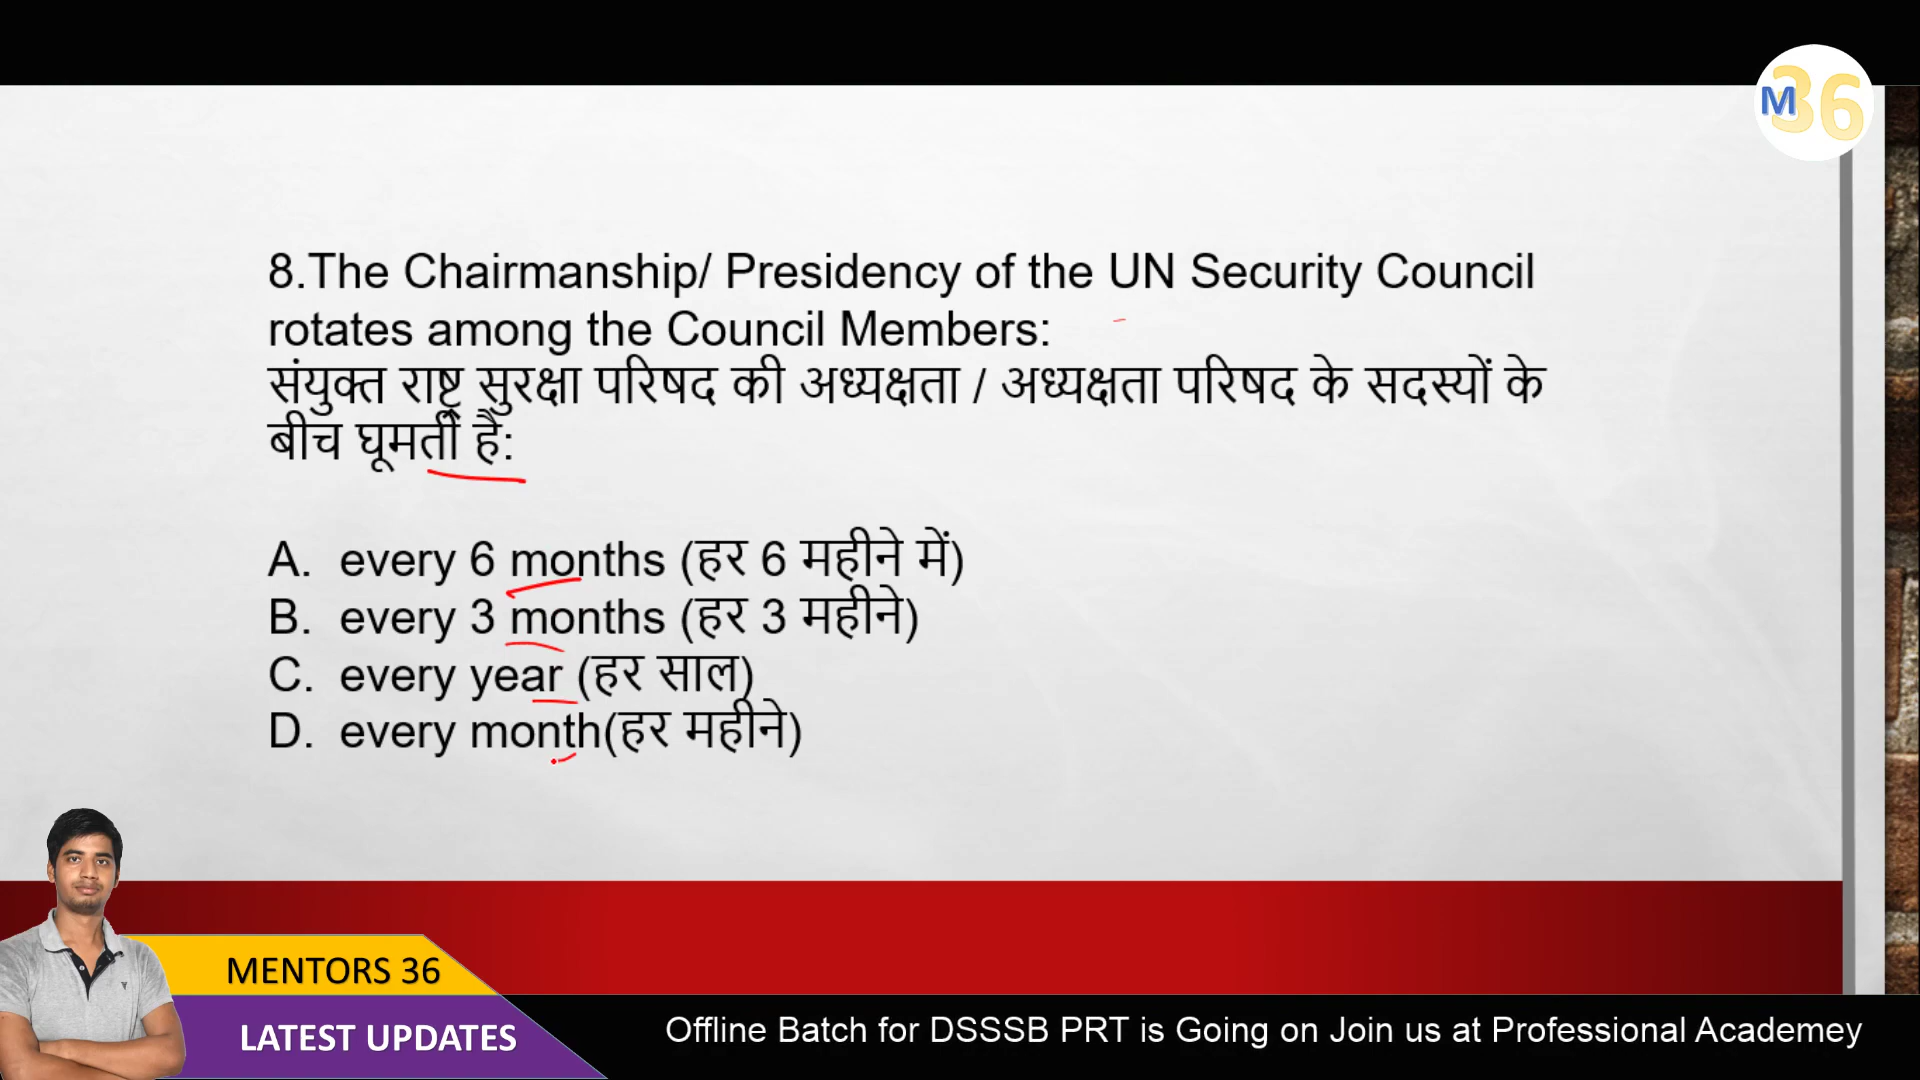 M36
8.The Chairmanship/ Presidency of the UN Security Council
rotates among the Council Members:
संयुक्त राष्ट्र सुरक्षा परिषद की अध्यक्षता / अध्यक्षता परिषद के सदस्यों के
बीच घूमती है:
A. every 6 months (हर 6 महीने में)
B. every 3 months (हर 3 महीने)
C. every year (हर साल)
D. every month(हर महीने)
MENTORS 36
LATEST UPDATES
Offline Batch for DSSSB PRT is Going on Join us at Professional Academey